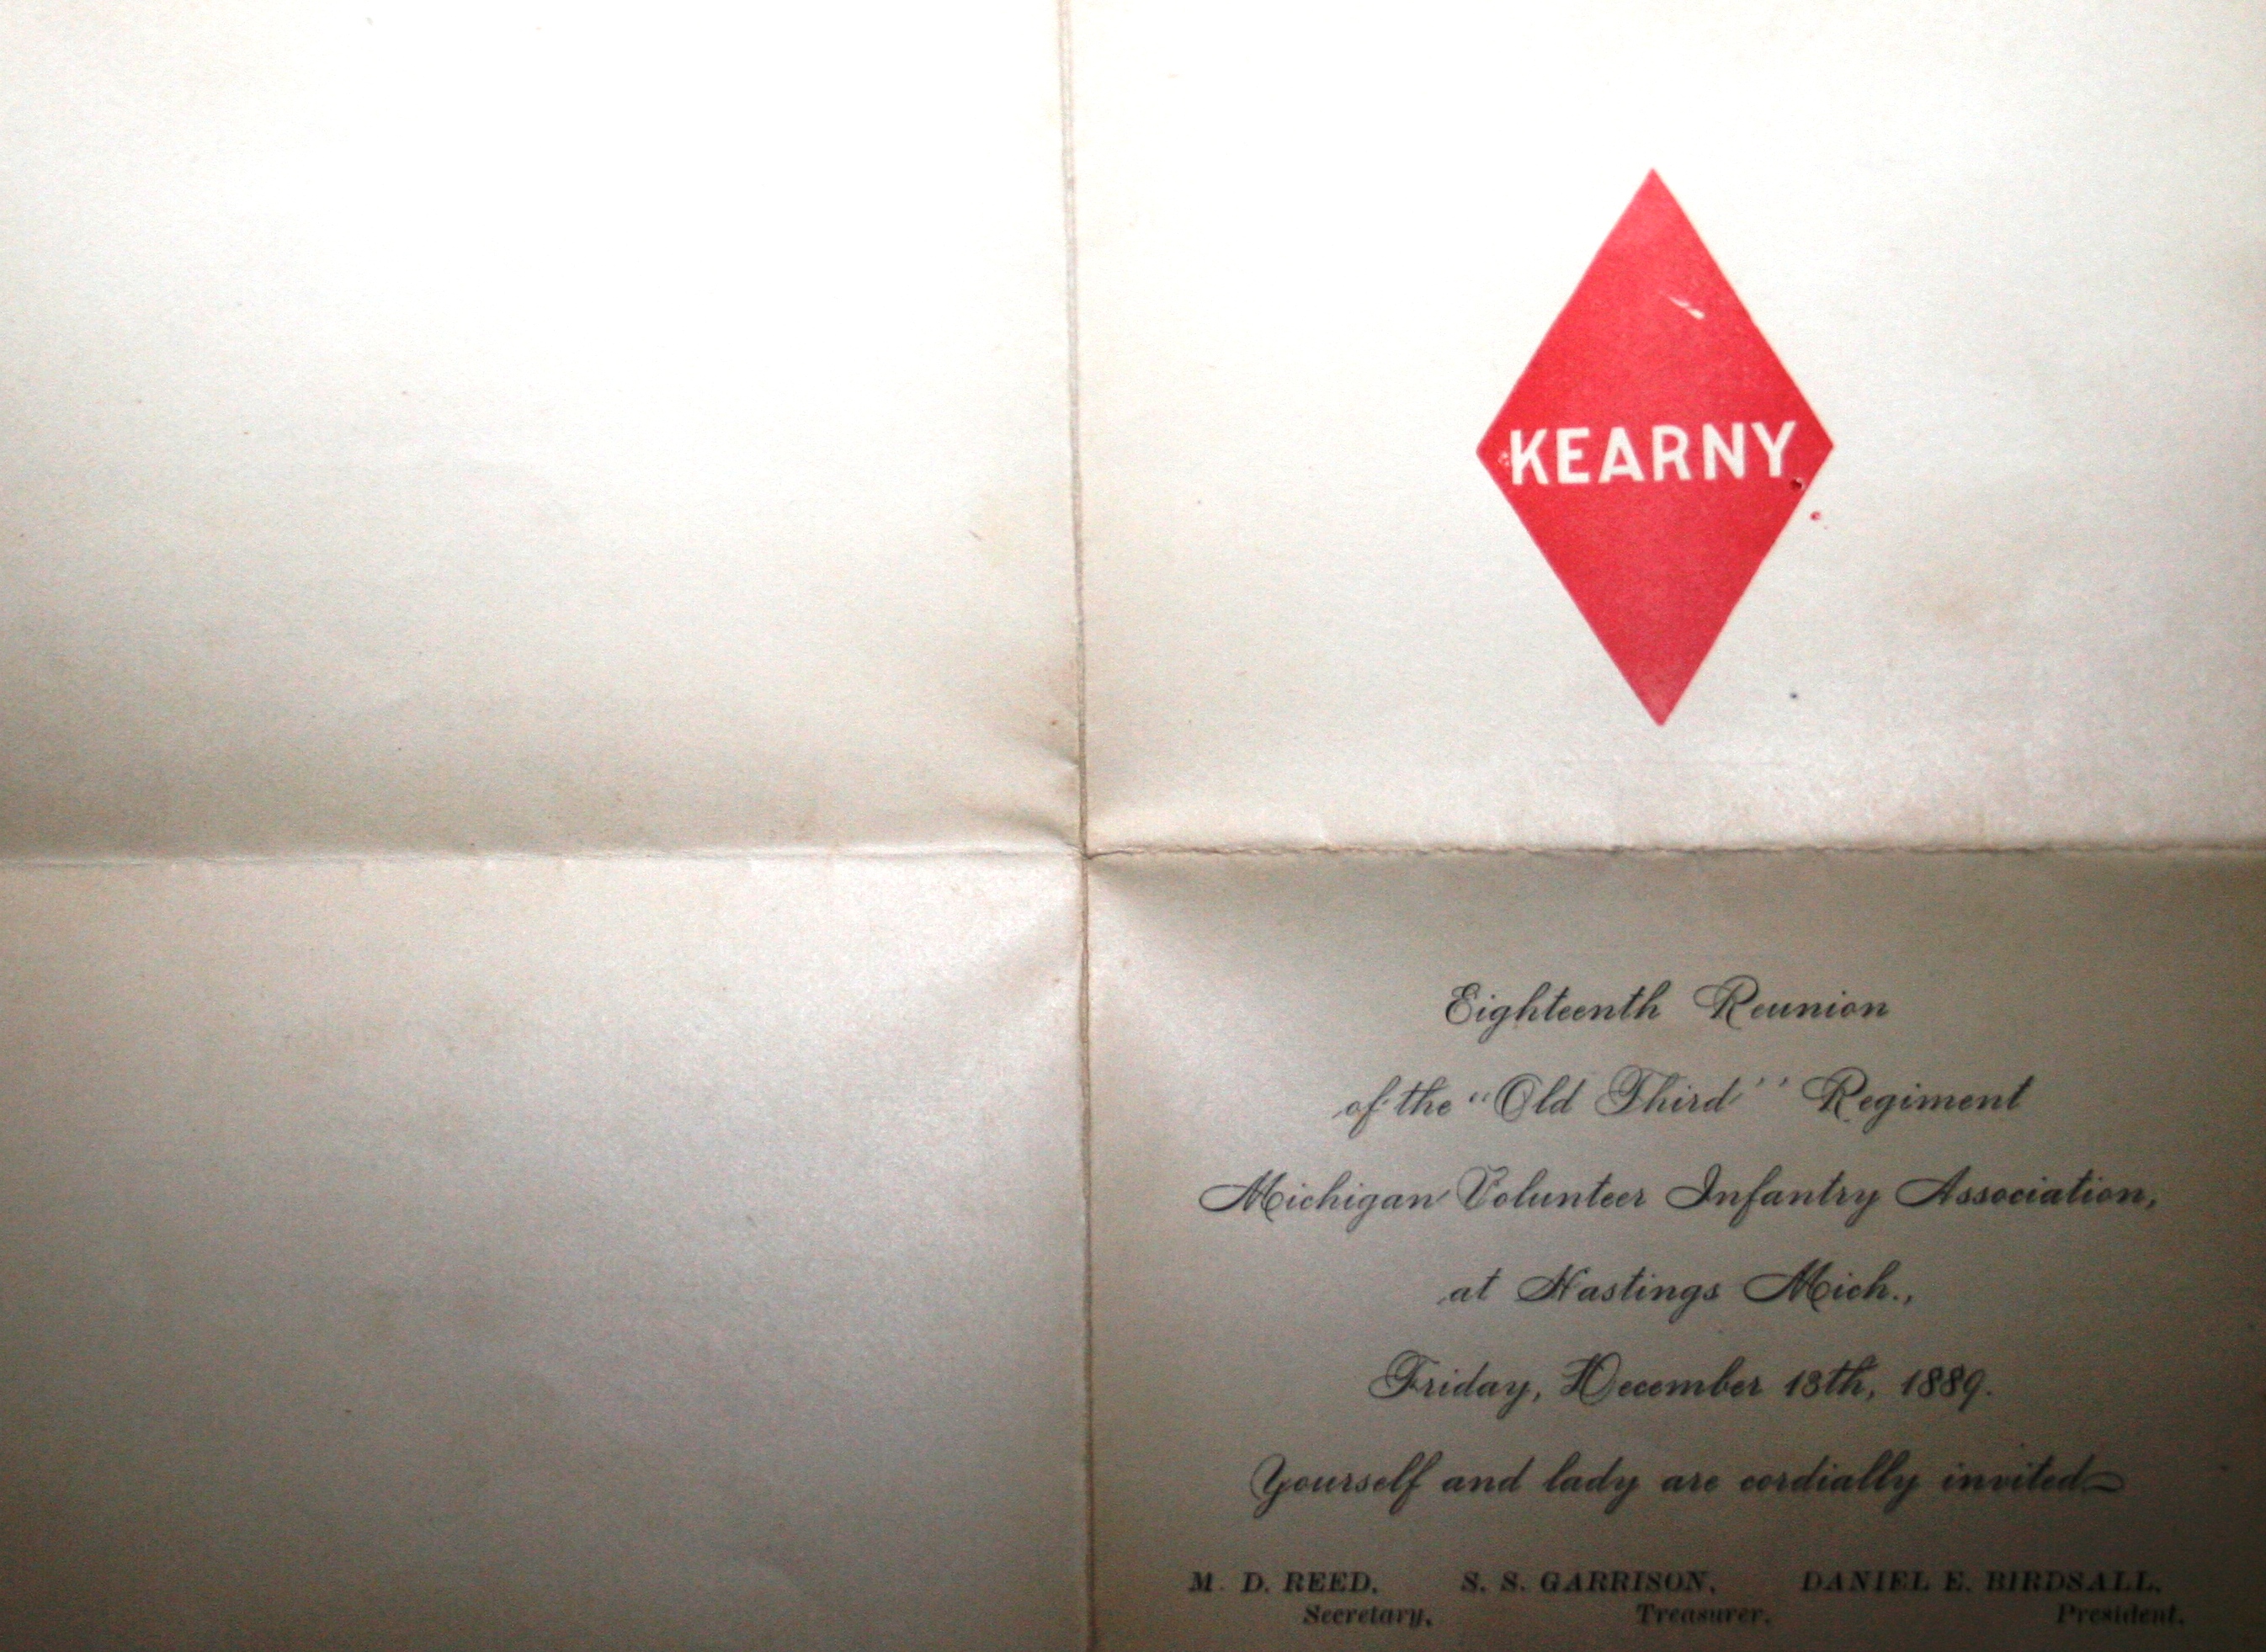 KEARNY
Eighteenth Reunion
of the "Old Third" Regiment
Michigan Volunteer Infantry Association,
at Hastings Mich.,
Friday, December 13th, 1889.
Yourself and lady are cordially invited
M. D. REED, S. S. GARRISON, DANIEL E. BIRDSALL,
Secretary. Treasurer. President.